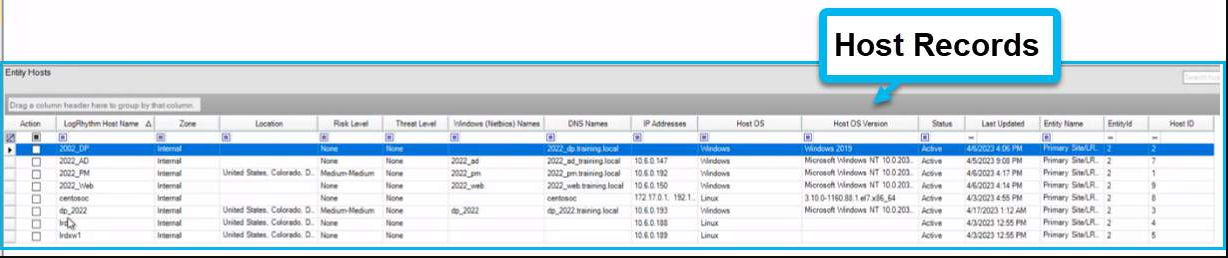 Host Records
Entity Hosts
Search
Drag a column header here to group by that column.
Action LogRhythm Host Name Zone Location Risk Level Threat Level Windows (Netbios) Names DNS Names IP Addresses Host OS Host OS Version Status Last Updated Entity Name EntityId Host ID
2002_DP Internal None None 2022_dp.training.local Windows Windows 2019 Active 4/6/2023 4:06 PM Primary Site/LR... 2 2
2022_AD Internal None None 2022_ad 2022_ad.training.local 10.6.0.147 Windows Microsoft Windows NT 10.0.203... Active 4/5/2023 9:08 PM Primary Site/LR... 2 7
2022_PM Internal United States, Colorado, D... Medium-Medium None 2022_pm 2022_pm.training.local 10.6.0.192 Windows Microsoft Windows NT 10.0.203... Active 4/6/2023 4:17 PM Primary Site/LR... 2 1
2022_Web Internal None None 2022_web 2022_web.training.local 10.6.0.150 Windows Microsoft Windows NT 10.0.203... Active 4/6/2023 4:14 PM Primary Site/LR... 2 9
centosoc Internal None None centosoc 172.17.0.1, 192.1... Linux 3.10.0-1160.88.1.el7.x86_64 Active 4/3/2023 4:55 PM Primary Site/LR... 2 8
dp_2022 Internal United States, Colorado, D... Medium-Medium None dp_2022 dp_2022.training.local 10.6.0.193 Windows Microsoft Windows NT 10.0.203... Active 4/17/2023 1:12 AM Primary Site/LR... 2 3
Internal United States, Colorado, D... None None 10.6.0.188 Linux Active 4/3/2023 12:55 PM Primary Site/LR... 2 4
lrdxw1 Internal United States, Colorado, D... None None 10.6.0.189 Linux Active 4/3/2023 12:55 PM Primary Site/LR... 2 5